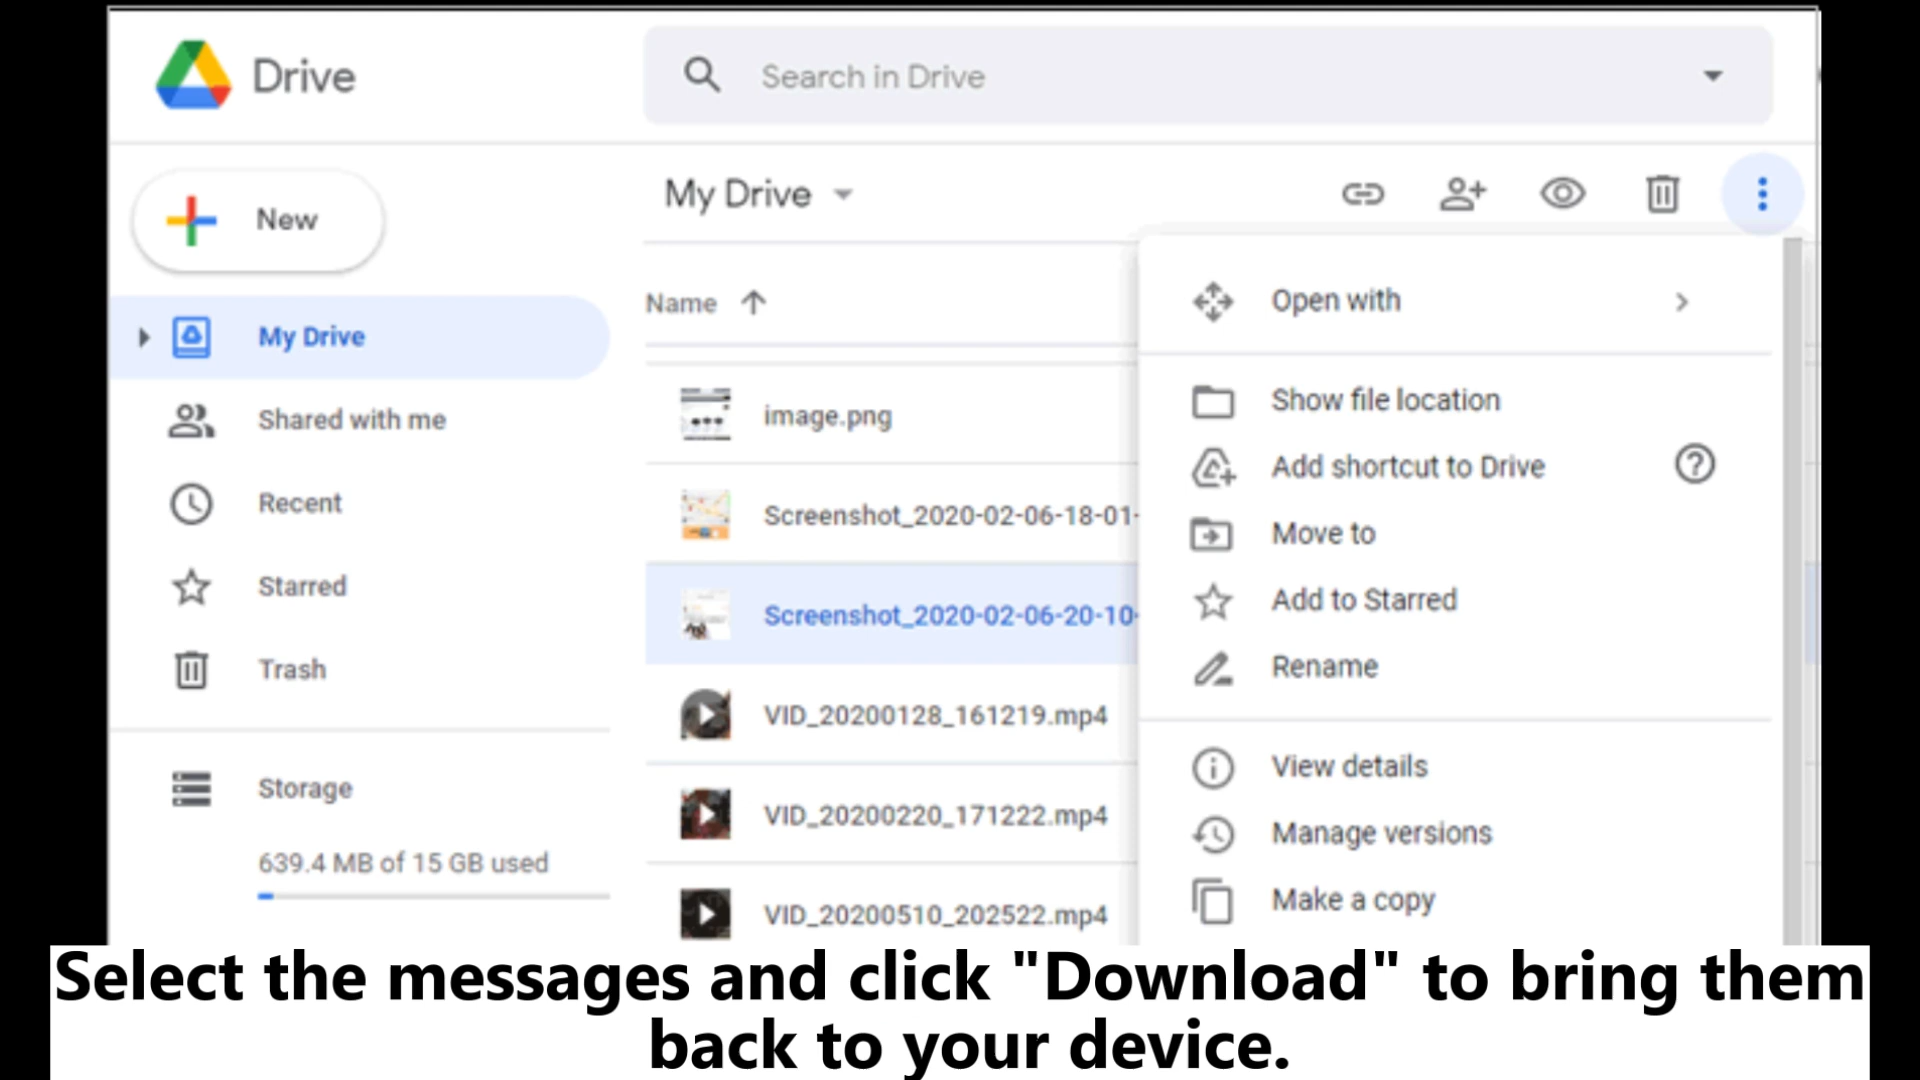 Drive
Search in Drive
New
My Drive
Name
My Drive
Shared with me
Recent
Starred
Trash
Storage
639.4 MB of 15 GB used
image.png
Screenshot_2020-02-06-18-01-
Screenshot_2020-02-06-20-10-
VID_20200128_161219.mp4
VID_20200220_171222.mp4
VID_20200510_202522.mp4
Open with
Show file location
Add shortcut to Drive
Move to
Add to Starred
Rename
View details
Manage versions
Make a copy
Select the messages and click "Download" to bring them
back to your device.